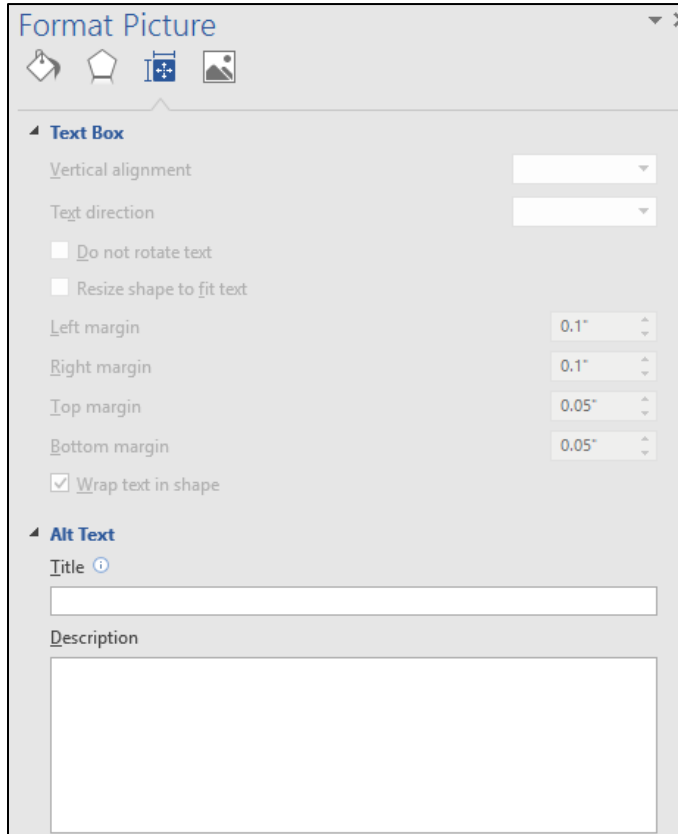 Format Picture
Text Box
Vertical alignment
Text direction
Do not rotate text
Resize shape to fit text
Left margin 0.1"
Right margin 0.1"
Top margin 0.05"
Bottom margin 0.05"
Wrap text in shape
Alt Text
Title
Description